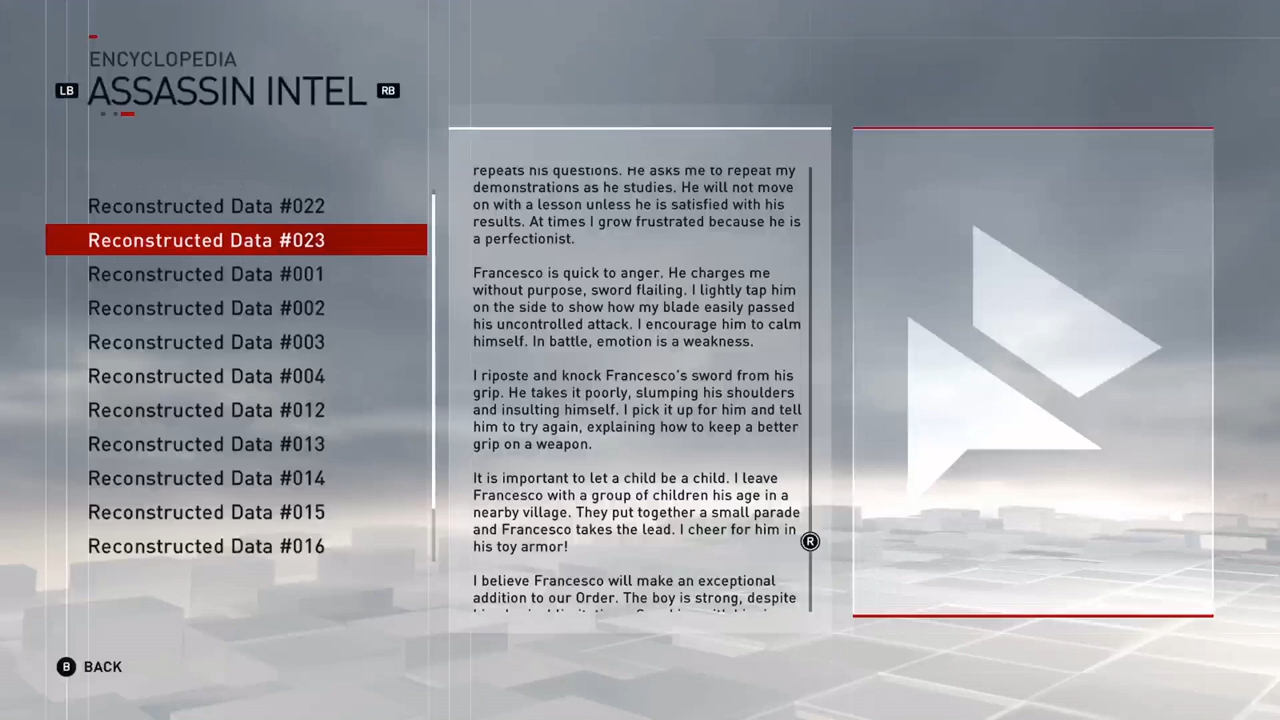 ENCYCLOPEDIA
LB ASSASSIN INTEL RB
Reconstructed Data #022
Reconstructed Data #023
Reconstructed Data #001
Reconstructed Data #002
Reconstructed Data #003
Reconstructed Data #004
Reconstructed Data #012
Reconstructed Data #013
Reconstructed Data #014
Reconstructed Data #015
Reconstructed Data #016
repeats his questions. He asks me to repeat my
demonstrations as he studies. He will not move
on with a lesson unless he is satisfied with his
results. At times I grow frustrated because he is
a perfectionist.
Francesco is quick to anger. He charges me
without purpose, sword flailing. I lightly tap him
on the side to show how my blade easily passed
his uncontrolled attack. I encourage him to calm
himself. In battle, emotion is a weakness.
I riposte and knock Francesco's sword from his
grip. He takes it poorly, slumping his shoulders
and insulting himself. I pick it up for him and tell
him to try again, explaining how to keep a better
grip on a weapon.
It is important to let a child be a child. I leave
Francesco with a group of children his age in a
nearby village. They put together a small parade
and Francesco takes the lead. I cheer for him in
his toy armor!
I believe Francesco will make an exceptional
addition to our Order. The boy is strong, despite
R
B BACK